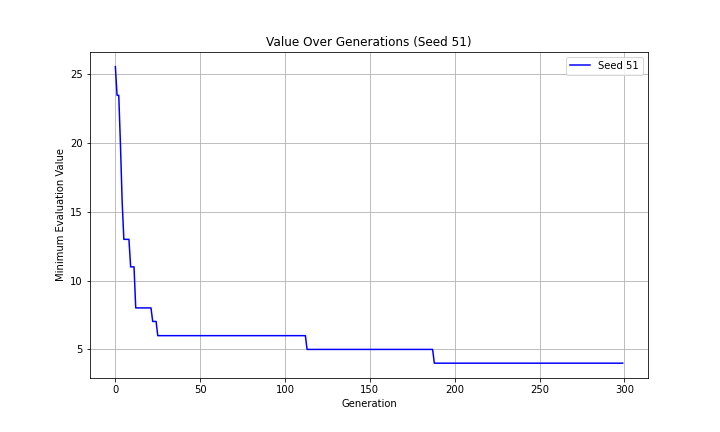 Value Over Generations (Seed 51)
Seed 51
Minimum Evaluation Value
25
20
15
10
5
0 50 100 150 200 250 300
Generation